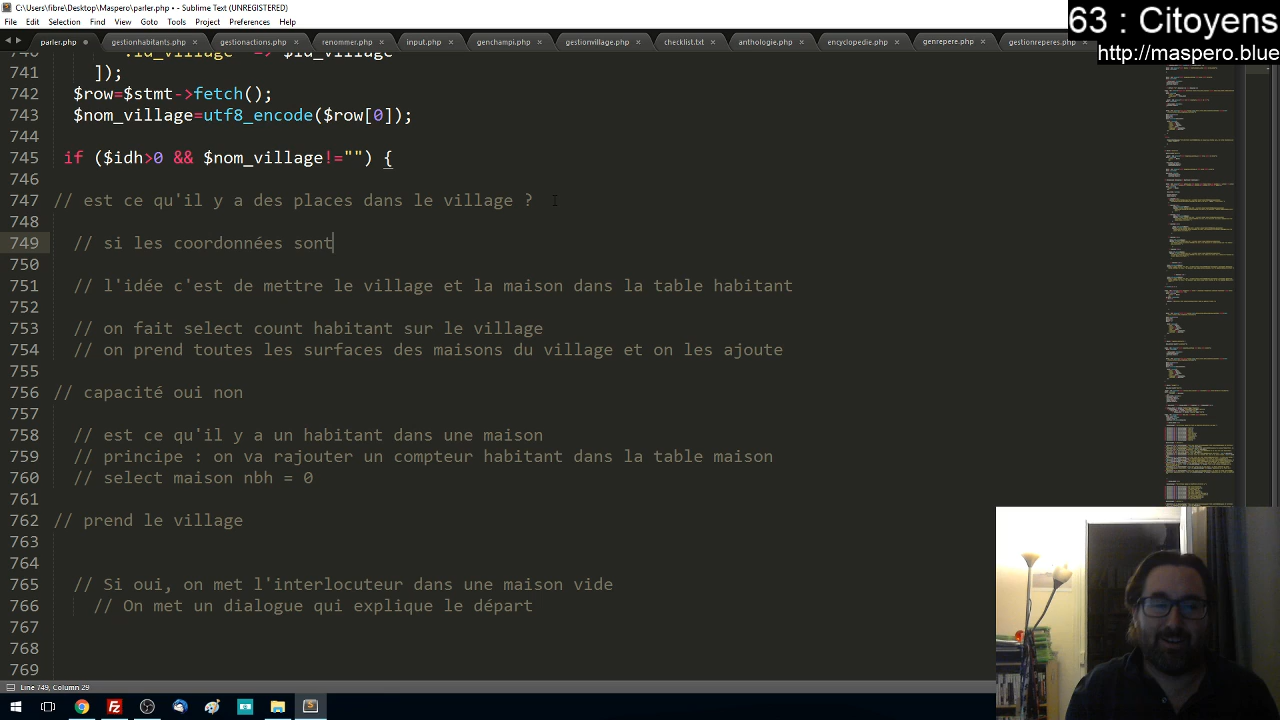 C:\Users\fibre\Desktop\Maspero\parler.php • - Sublime Text (UNREGISTERED)
File Edit Selection Find View Goto Tools Project Preferences Help
63 : Citoyens
http://maspero.blue
parler.php gestionhabitants.php gestionactions.php renommer.php input.php genchampi.php gestionvillage.php checklist.txt anthologie.php encyclopedie.php genrepere.php gestionreperes.php
741 ]);
742 $row=$stmt->fetch();
743 $nom_village=utf8_encode($row[0]);
744
745 if ($idh>0 && $nom_village!="") {
746
747 // est ce qu'il y a des places dans le village ?
748
749 // si les coordonnées sont
750
751 // l'idée c'est de mettre le village et la maison dans la table habitant
752
753 // on fait select count habitant sur le village
754 // on prend toutes les surfaces des maisons du village et on les ajoute
755
756 // capacité oui non
757
758 // est ce qu'il y a un habitant dans une maison
759 // principe : on va rajouter un compteur habitant dans la table maison
760 // select maison nbh = 0
761
762 // prend le village
763
764
765 // Si oui, on met l'interlocuteur dans une maison vide
766 // On met un dialogue qui explique le départ
767
768
769
Line 749, Column 29